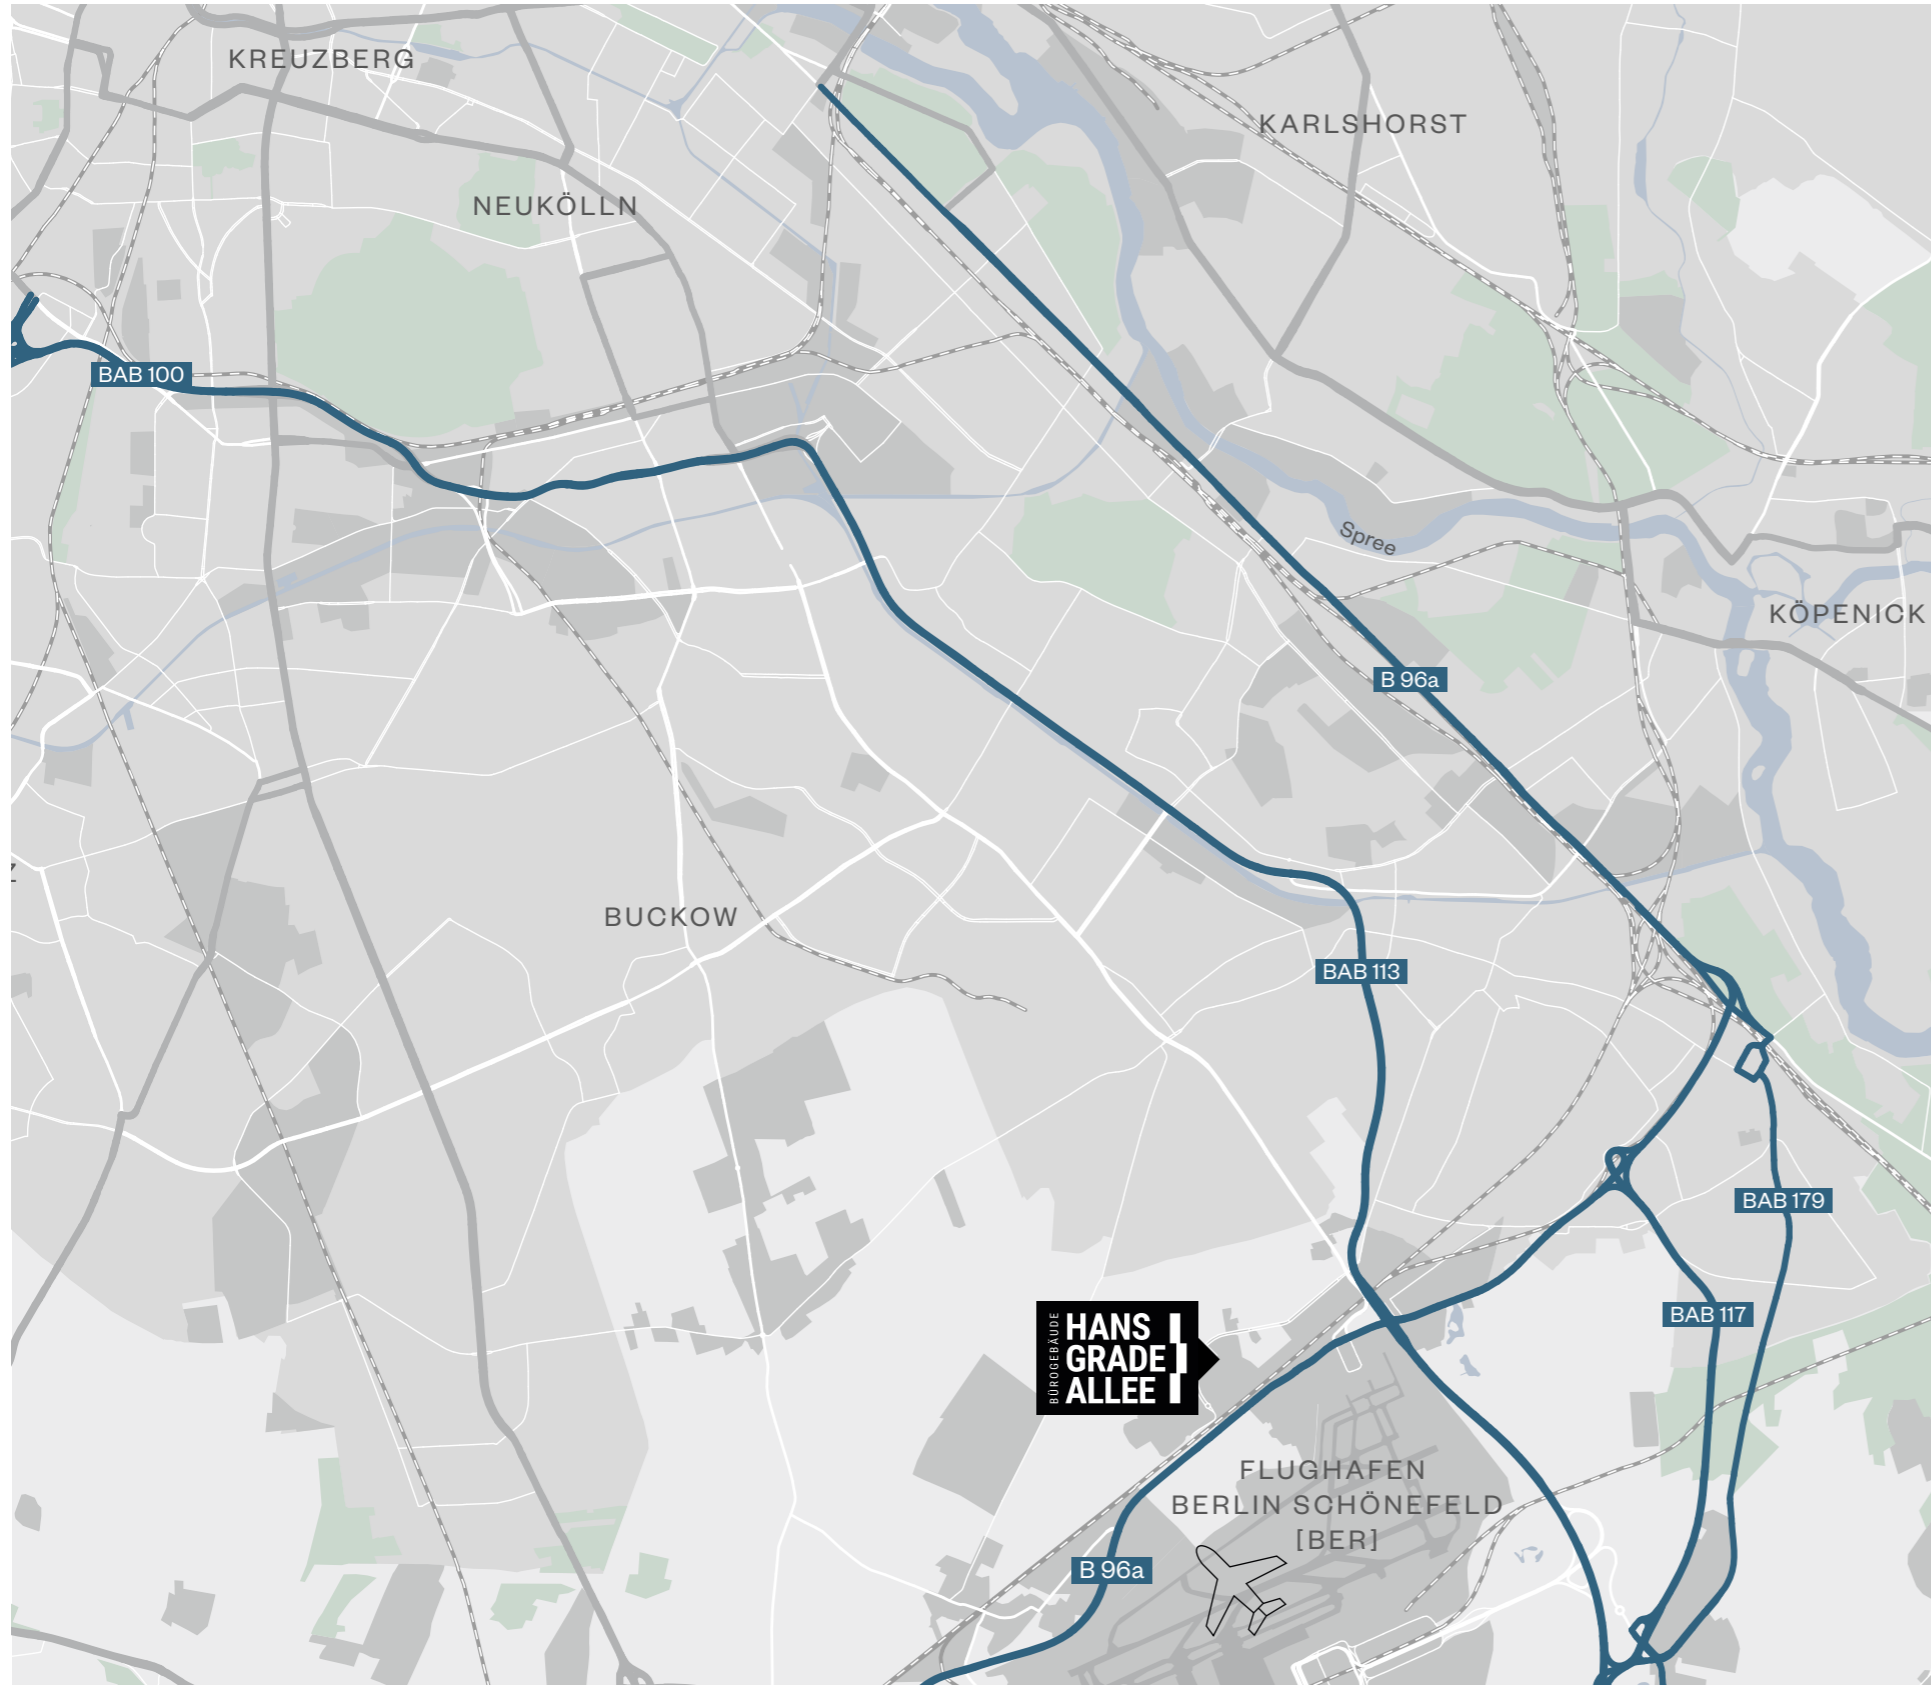 KREUZBERG
KARLSHORST
NEUKÖLLN
BAB 100
Spree
KÖPENICK
B 96a
BUCKOW
BAB 113
BAB 179
BAB 117
BÜROGEBÄUDE
HANS
GRADE
ALLEE
FLUGHAFEN
BERLIN SCHÖNEFELD
[BER]
B 96a